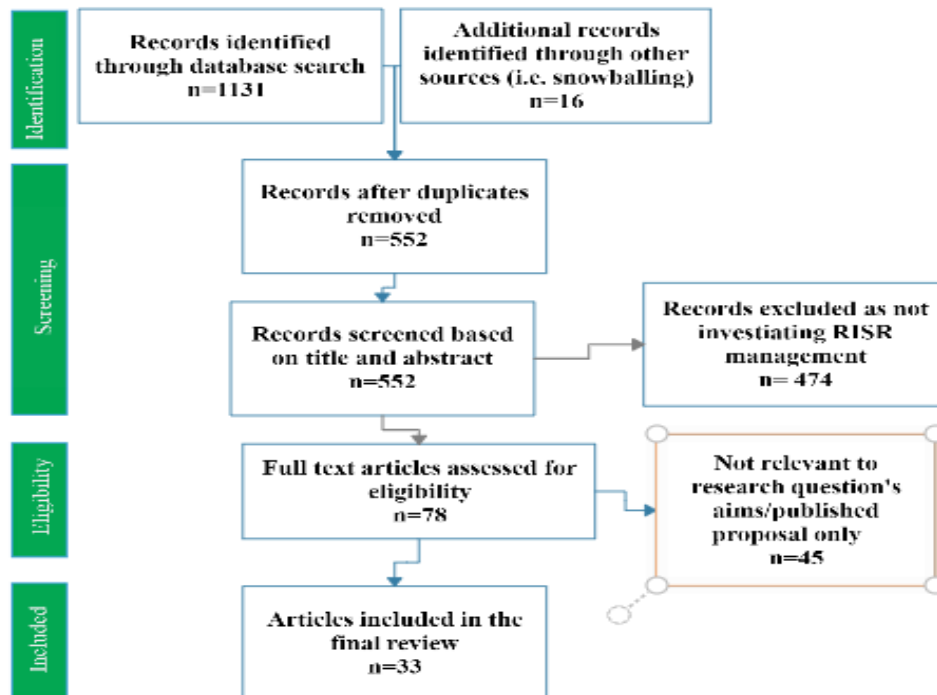 Identification
Records identified
through database search
n=1131
Additional records
identified through other
sources (i.e. snowballing)
n=16
Screening
Records after duplicates
removed
n=552
Records screened based
on title and abstract
n=552
Records excluded as not
investiating RISR
management
n= 474
Eligibility
Full text articles assessed for
eligibility
n=78
Not relevant to
research question's
aims/published
proposal only
n=45
Included
Articles included in the
final review
n=33